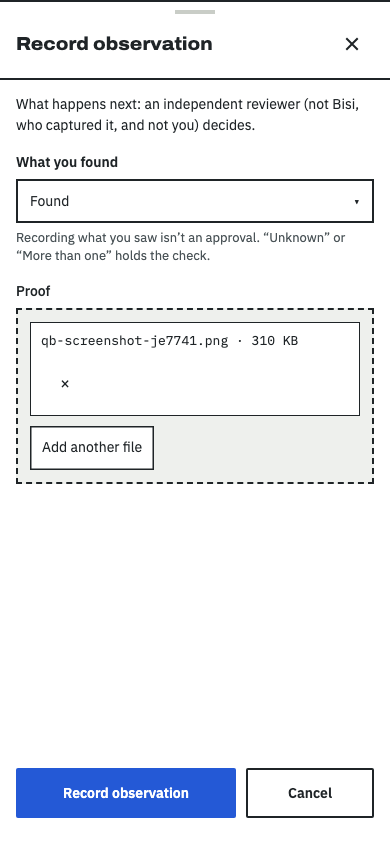 Record observation
What happens next: an independent reviewer (not Bisi,
who captured it, and not you) decides.
What you found
Found
Recording what you saw isn’t an approval. “Unknown” or
“More than one” holds the check.
Proof
qb-screenshot-je7741.png · 310 KB
×
Add another file
Record observation
Cancel